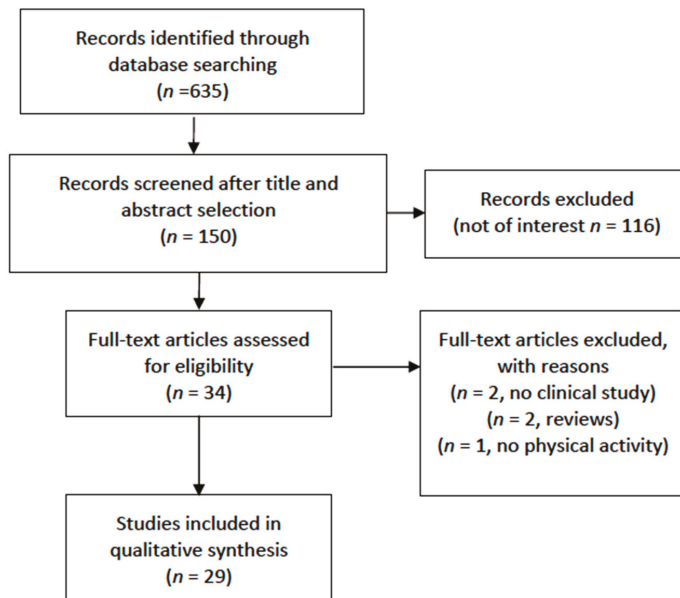 Records identified through
database searching
(n =635)
Records screened after title and
abstract selection
(n = 150)
Records excluded
(not of interest n = 116)
Full-text articles assessed
for eligibility
(n = 34)
Full-text articles excluded,
with reasons
(n = 2, no clinical study)
(n = 2, reviews)
(n = 1, no physical activity)
Studies included in
qualitative synthesis
(n = 29)